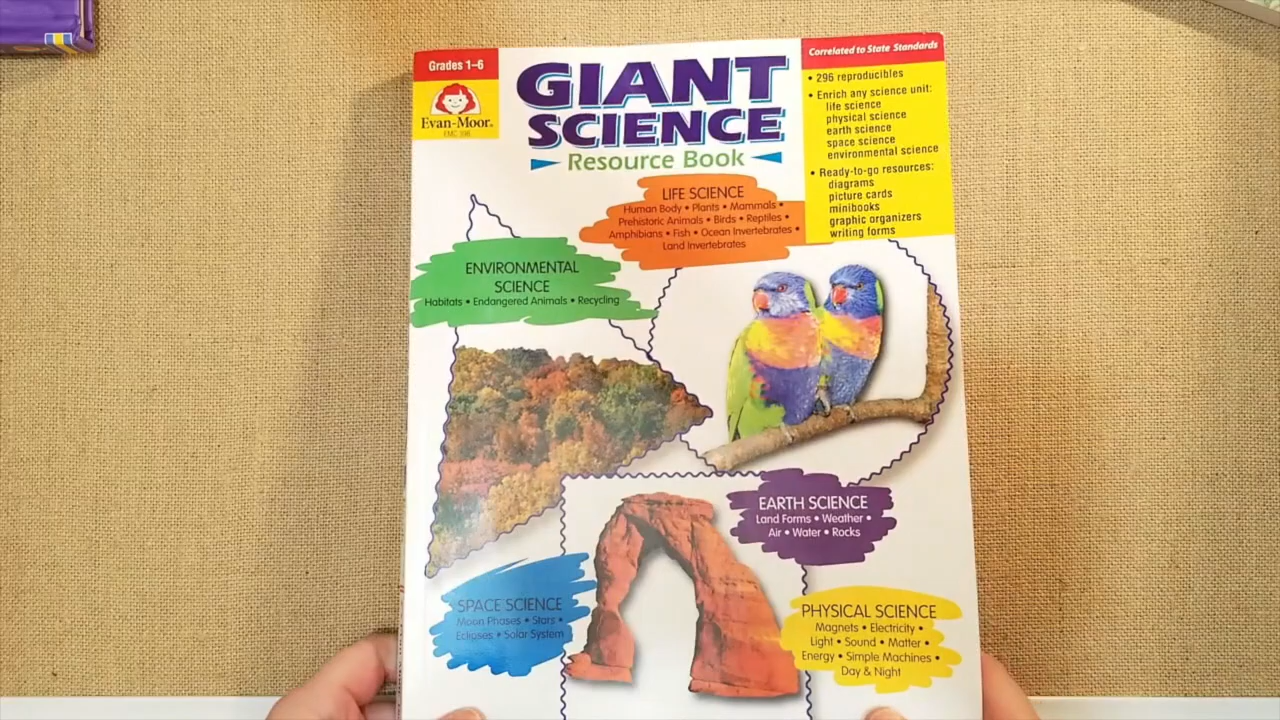 Grades 1–6
Evan-Moor®
GIANT
SCIENCE
Resource Book
Correlated to State Standards
• 296 reproducibles
• Enrich any science unit:
life science
physical science
earth science
space science
environmental science
• Ready-to-go resources:
diagrams
picture cards
minibooks
graphic organizers
writing forms
LIFE SCIENCE
Human Body • Plants • Mammals •
Prehistoric Animals • Birds • Reptiles •
Amphibians • Fish • Ocean Invertebrates •
Land Invertebrates
ENVIRONMENTAL
SCIENCE
Habitats • Endangered Animals • Recycling
EARTH SCIENCE
Land Forms • Weather •
Air • Water • Rocks
SPACE SCIENCE
Moon Phases • Stars •
Eclipses • Solar System
PHYSICAL SCIENCE
Magnets • Electricity •
Light • Sound • Matter •
Energy • Simple Machines •
Day & Night